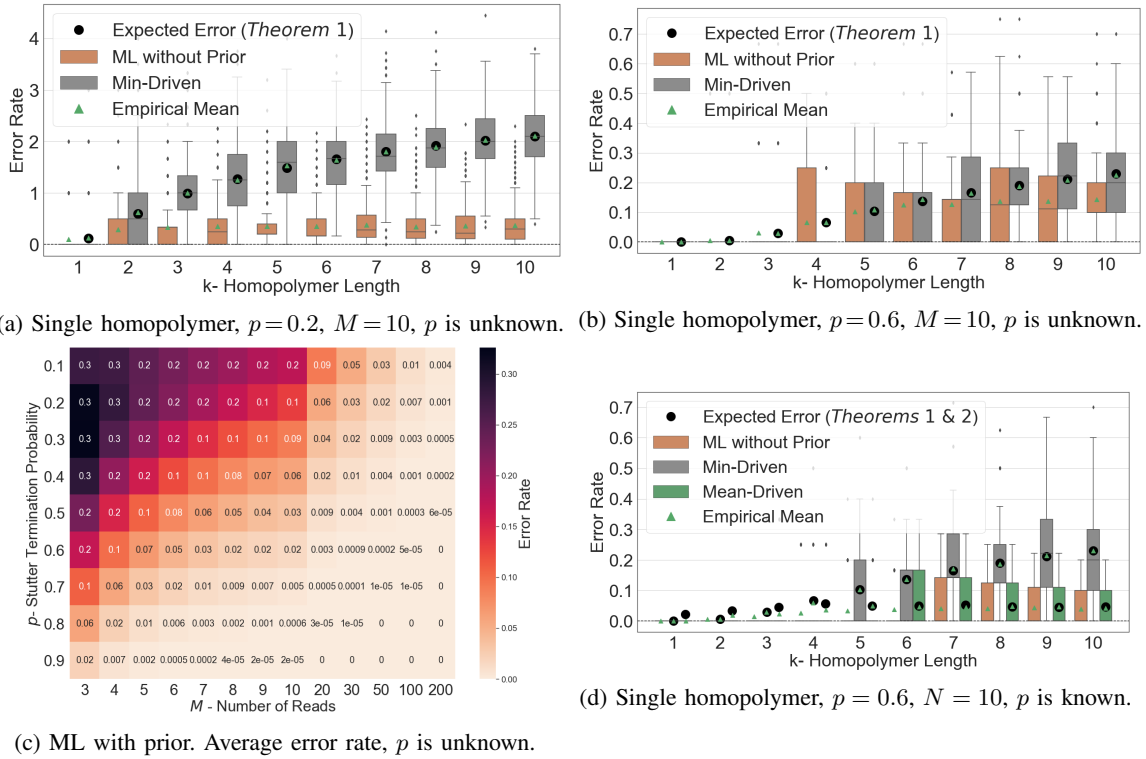 Expected Error (Theorem 1)
ML without Prior
Min-Driven
Empirical Mean
4
3
2
1
0
Error Rate
1 2 3 4 5 6 7 8 9 10
k- Homopolymer Length
(a) Single homopolymer, p = 0.2, M = 10, p is unknown.
Expected Error (Theorem 1)
ML without Prior
Min-Driven
Empirical Mean
0.7
0.6
0.5
0.4
0.3
0.2
0.1
0.0
Error Rate
1 2 3 4 5 6 7 8 9 10
k- Homopolymer Length
(b) Single homopolymer, p = 0.6, M = 10, p is unknown.
p- Stutter Termination Probability
0.1 0.3 0.3 0.2 0.2 0.2 0.2 0.2 0.2 0.09 0.05 0.03 0.01 0.004
0.2 0.3 0.3 0.2 0.2 0.2 0.2 0.1 0.1 0.06 0.03 0.02 0.007 0.001
0.3 0.3 0.3 0.2 0.2 0.1 0.1 0.1 0.09 0.04 0.02 0.009 0.003 0.0005
0.4 0.3 0.2 0.2 0.1 0.1 0.08 0.07 0.06 0.02 0.01 0.004 0.001 0.0002
0.5 0.2 0.2 0.1 0.08 0.06 0.05 0.04 0.03 0.009 0.004 0.001 0.0003 6e-05
0.6 0.2 0.1 0.07 0.05 0.03 0.02 0.02 0.02 0.003 0.0009 0.0002 5e-05 0
0.7 0.1 0.06 0.03 0.02 0.01 0.009 0.007 0.005 0.0005 0.0001 1e-05 1e-05 0
0.8 0.06 0.02 0.01 0.006 0.003 0.002 0.001 0.0006 3e-05 1e-05 0 0 0
0.9 0.02 0.007 0.002 0.0005 0.0002 4e-05 2e-05 2e-05 0 0 0 0 0
3 4 5 6 7 8 9 10 20 30 50 100 200
M - Number of Reads
0.30
0.25
0.20
0.15
0.10
0.05
0.00
Error Rate
(c) ML with prior. Average error rate, p is unknown.
Expected Error (Theorems 1 & 2)
ML without Prior
Min-Driven
Mean-Driven
Empirical Mean
0.7
0.6
0.5
0.4
0.3
0.2
0.1
0.0
Error Rate
1 2 3 4 5 6 7 8 9 10
k- Homopolymer Length
(d) Single homopolymer, p = 0.6, N = 10, p is known.